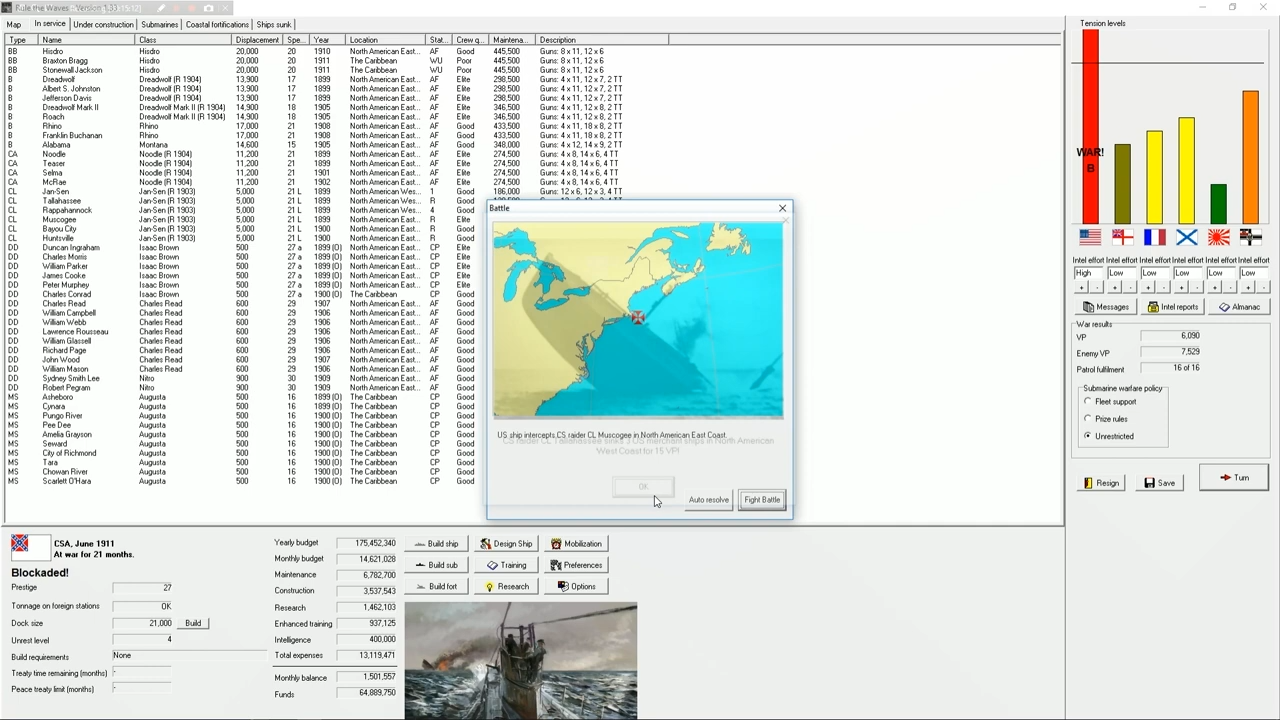 Rule the Waves - Version 1.33
Map In service Under construction Submarines Coastal fortifications Ships sunk
Type Name Class Displacement Spe... Year Location Stat... Crew q... Maintena... Description
BB Hisdro Hisdro 20,000 20 1910 North American East... AF Good 445,500 Guns: 8 x 11, 12 x 6
BB Braxton Bragg Hisdro 20,000 20 1911 The Caribbean WU Poor 445,500 Guns: 8 x 11, 12 x 6
BB Stonewall Jackson Hisdro 20,000 20 1911 The Caribbean WU Poor 445,500 Guns: 8 x 11, 12 x 6
B Dreadwolf Dreadwolf (R 1904) 13,900 17 1899 North American East... AF Elite 298,500 Guns: 4 x 11, 12 x 7, 2 TT
B Albert S. Johnston Dreadwolf (R 1904) 13,900 17 1899 North American East... AF Elite 298,500 Guns: 4 x 11, 12 x 7, 2 TT
B Jefferson Davis Dreadwolf (R 1904) 13,900 17 1899 North American East... AF Elite 298,500 Guns: 4 x 11, 12 x 7, 2 TT
B Dreadwolf Mark II Dreadwolf Mark II (R 1904) 14,900 18 1905 North American East... AF Elite 346,500 Guns: 4 x 11, 12 x 8, 2 TT
B Roach Dreadwolf Mark II (R 1904) 14,900 18 1905 North American East... AF Elite 346,500 Guns: 4 x 11, 12 x 8, 2 TT
B Rhino Rhino 17,000 21 1908 North American East... AF Good 433,500 Guns: 4 x 11, 18 x 8, 2 TT
B Franklin Buchanan Rhino 17,000 21 1908 North American East... AF Good 433,500 Guns: 4 x 11, 18 x 8, 2 TT
B Alabama Montana 14,600 15 1905 North American East... AF Good 348,000 Guns: 4 x 12, 14 x 9, 2 TT
CA Noodle Noodle (R 1904) 11,200 21 1899 North American East... AF Elite 274,500 Guns: 4 x 8, 14 x 6, 4 TT
CA Teaser Noodle (R 1904) 11,200 21 1899 North American East... AF Elite 274,500 Guns: 4 x 8, 14 x 6, 4 TT
CA Selma Noodle (R 1904) 11,200 21 1901 North American East... AF Elite 274,500 Guns: 4 x 8, 14 x 6, 4 TT
CA McRae Noodle (R 1904) 11,200 21 1902 North American East... AF Good 274,500 Guns: 4 x 8, 14 x 6, 4 TT
CL Jan-Sen Jan-Sen (R 1903) 5,000 21 L 1899 North American Wes... 1 Good 186,000 Guns: 12 x 6, 12 x 3, 4 TT
CL Tallahassee Jan-Sen (R 1903) 5,000 21 L 1899 North American Wes... R Good
CL Rappahannock Jan-Sen (R 1903) 5,000 21 L 1899 North American Wes... 4 Good
CL Muscogee Jan-Sen (R 1903) 5,000 21 L 1899 North American East... R Elite
CL Bayou City Jan-Sen (R 1903) 5,000 21 L 1900 North American East... R Good
CL Huntsville Jan-Sen (R 1903) 5,000 21 L 1900 North American East... R Good
DD Duncan Ingraham Isaac Brown 500 27 a 1899 (O) North American East... CP Elite
DD Charles Morris Isaac Brown 500 27 a 1899 (O) North American East... CP Elite
DD William Parker Isaac Brown 500 27 a 1899 (O) North American East... CP Elite
DD James Cooke Isaac Brown 500 27 a 1899 (O) North American East... CP Elite
DD Peter Murphey Isaac Brown 500 27 a 1899 (O) North American East... CP Elite
DD Charles Conrad Isaac Brown 500 27 a 1900 (O) The Caribbean CP Elite
DD Charles Read Charles Read 600 29 1907 North American East... AF Good
DD William Campbell Charles Read 600 29 1906 North American East... AF Good
DD William Webb Charles Read 600 29 1906 North American East... AF Good
DD Lawrence Rousseau Charles Read 600 29 1906 North American East... AF Good
DD William Glassell Charles Read 600 29 1906 North American East... AF Good
DD Richard Page Charles Read 600 29 1906 North American East... AF Good
DD John Wood Charles Read 600 29 1907 North American East... AF Good
DD William Mason Charles Read 600 29 1906 North American East... AF Good
DD Sydney Smith Lee Nitro 900 30 1909 North American East... AF Good
DD Robert Pegram Nitro 900 30 1909 North American East... AF Good
MS Asheboro Augusta 500 16 1899 (O) The Caribbean CP Good
MS Cynara Augusta 500 16 1899 (O) The Caribbean CP Good
MS Pungo River Augusta 500 16 1900 (O) The Caribbean CP Good
MS Pee Dee Augusta 500 16 1900 (O) The Caribbean CP Good
MS Amelia Grayson Augusta 500 16 1900 (O) The Caribbean CP Good
MS Seward Augusta 500 16 1900 (O) The Caribbean CP Good
MS City of Richmond Augusta 500 16 1900 (O) The Caribbean CP Good
MS Tara Augusta 500 16 1900 (O) The Caribbean CP Good
MS Chowan River Augusta 500 16 1900 (O) The Caribbean CP Good
MS Scarlett O'Hara Augusta 500 16 1900 (O) The Caribbean CP Good
Battle
US ship intercepts CS raider CL Muscogee in North American East Coast.
CS raider CL Tallahassee sinks 3 US merchant ships in North American
West Coast for 15 VP!
OK
Auto resolve Fight Battle
Tension levels
WAR!
B
Intel effort Intel effort Intel effort Intel effort Intel effort Intel effort
High Low Low Low Low Low
+ - + - + - + - + - + -
Messages Intel reports Almanac
War results
VP 6,090
Enemy VP 7,529
Patrol fulfilment 16 of 16
Submarine warfare policy
Fleet support
Prize rules
Unrestricted
Resign Save Turn
CSA, June 1911
At war for 21 months.
Blockaded!
Prestige 27
Tonnage on foreign stations OK
Dock size 21,000 Build
Unrest level 4
Build requirements None
Treaty time remaining (months) -
Peace treaty limit (months) -
Yearly budget 175,452,340
Monthly budget 14,621,028
Maintenance 6,782,700
Construction 3,537,543
Research 1,462,103
Enhanced training 937,125
Intelligence 400,000
Total expenses 13,119,471
Monthly balance 1,501,557
Funds 64,889,750
Build ship Design Ship Mobilization
Build sub Training Preferences
Build fort Research Options